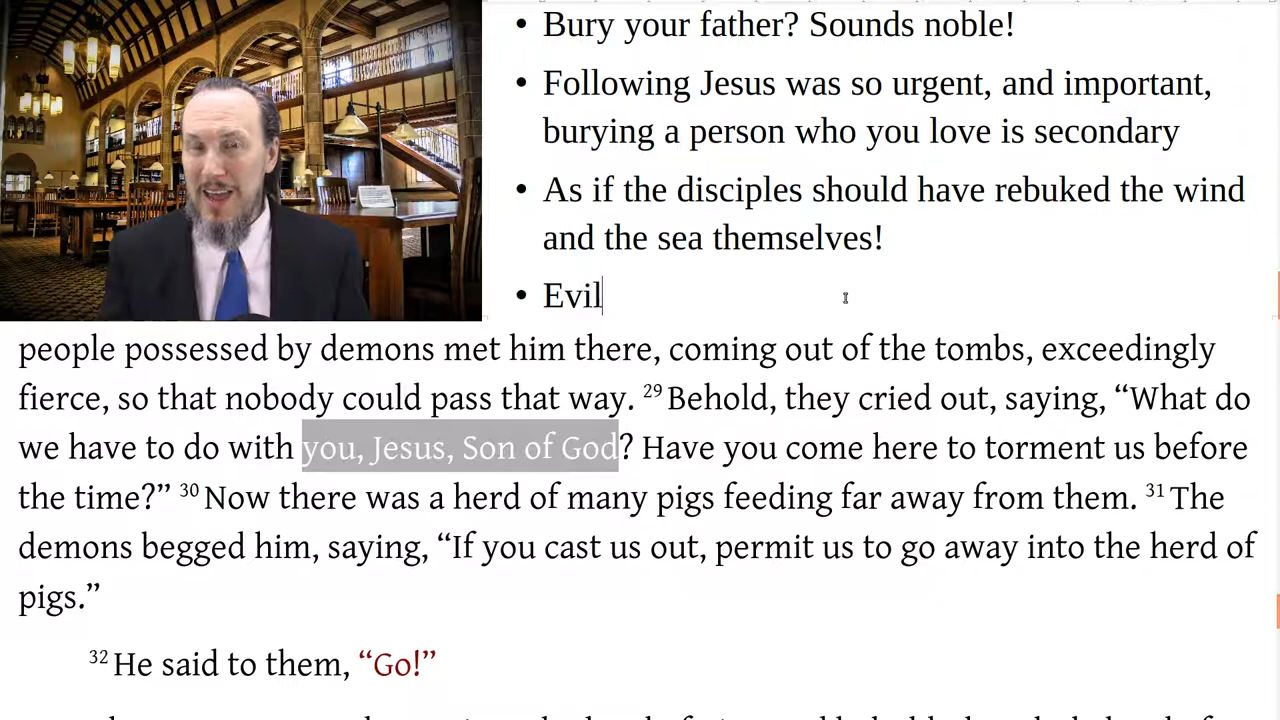 • Bury your father? Sounds noble!
• Following Jesus was so urgent, and important,
burying a person who you love is secondary
• As if the disciples should have rebuked the wind
and the sea themselves!
• Evil
people possessed by demons met him there, coming out of the tombs, exceedingly
fierce, so that nobody could pass that way. 29 Behold, they cried out, saying, “What do
we have to do with you, Jesus, Son of God? Have you come here to torment us before
the time?” 30 Now there was a herd of many pigs feeding far away from them. 31 The
demons begged him, saying, “If you cast us out, permit us to go away into the herd of
pigs.”
32 He said to them, “Go!”